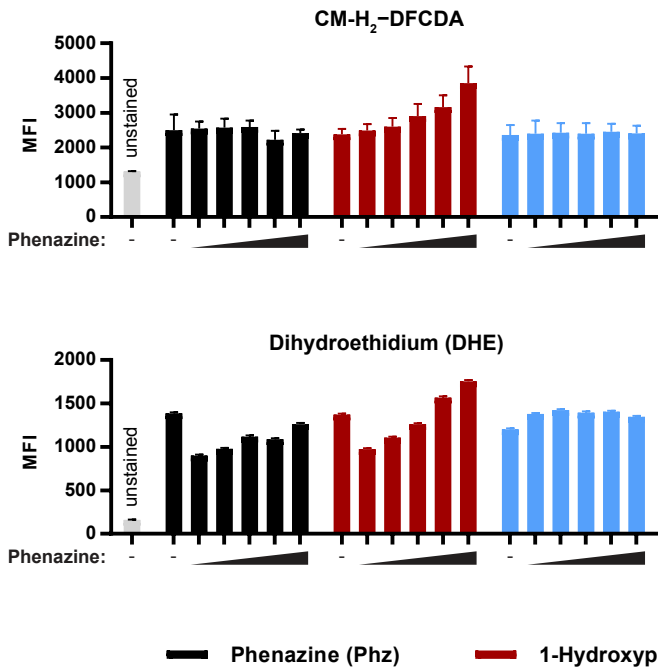 CM-H₂−DFCDA
5000
4000
3000
2000
1000
0
MFI
unstained
Phenazine: - - - -
Dihydroethidium (DHE)
2000
1500
1000
500
0
MFI
unstained
Phenazine: - - - -
Phenazine (Phz) 1-Hydroxyp